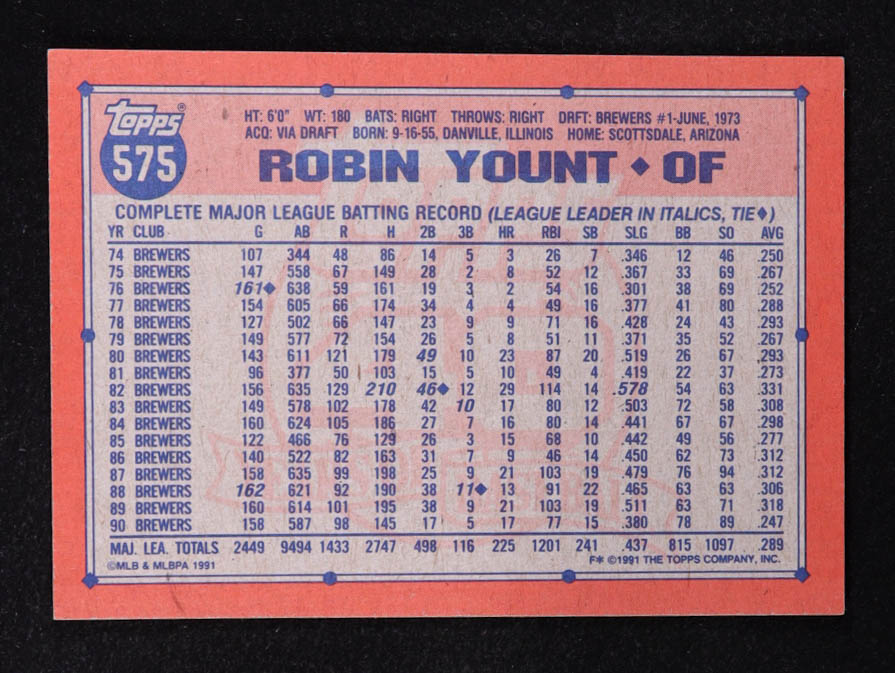 topps®
575
HT: 6'0" WT: 180 BATS: RIGHT THROWS: RIGHT DRFT: BREWERS #1-JUNE, 1973
ACQ: VIA DRAFT BORN: 9-16-55, DANVILLE, ILLINOIS HOME: SCOTTSDALE, ARIZONA
ROBIN YOUNT ◆ OF
COMPLETE MAJOR LEAGUE BATTING RECORD (LEAGUE LEADER IN ITALICS, TIE◆)
YR CLUB G AB R H 2B 3B HR RBI SB SLG BB SO AVG
74 BREWERS 107 344 48 86 14 5 3 26 7 .346 12 46 .250
75 BREWERS 147 558 67 149 28 2 8 52 12 .367 33 69 .267
76 BREWERS 161◆ 638 59 161 19 3 2 54 16 .301 38 69 .252
77 BREWERS 154 605 66 174 34 4 4 49 16 .377 41 80 .288
78 BREWERS 127 502 66 147 23 9 9 71 16 .428 24 43 .293
79 BREWERS 149 577 72 154 26 5 8 51 11 .371 35 52 .267
80 BREWERS 143 611 121 179 49 10 23 87 20 .519 26 67 .293
81 BREWERS 96 377 50 103 15 5 10 49 4 .419 22 37 .273
82 BREWERS 156 635 129 210 46◆ 12 29 114 14 .578 54 63 .331
83 BREWERS 149 578 102 178 42 10 17 80 12 .503 72 58 .308
84 BREWERS 160 624 105 186 27 7 16 80 14 .441 67 67 .298
85 BREWERS 122 466 76 129 26 3 15 68 10 .442 49 56 .277
86 BREWERS 140 522 82 163 31 7 9 46 14 .450 62 73 .312
87 BREWERS 158 635 99 198 25 9 21 103 19 .479 76 94 .312
88 BREWERS 162 621 92 190 38 11◆ 13 91 22 .465 63 63 .306
89 BREWERS 160 614 101 195 38 9 21 103 19 .511 63 71 .318
90 BREWERS 158 587 98 145 17 5 17 77 15 .380 78 89 .247
MAJ. LEA. TOTALS 2449 9494 1433 2747 498 116 225 1201 241 .437 815 1097 .289
©MLB & MLBPA 1991 F* ©1991 THE TOPPS COMPANY, INC.